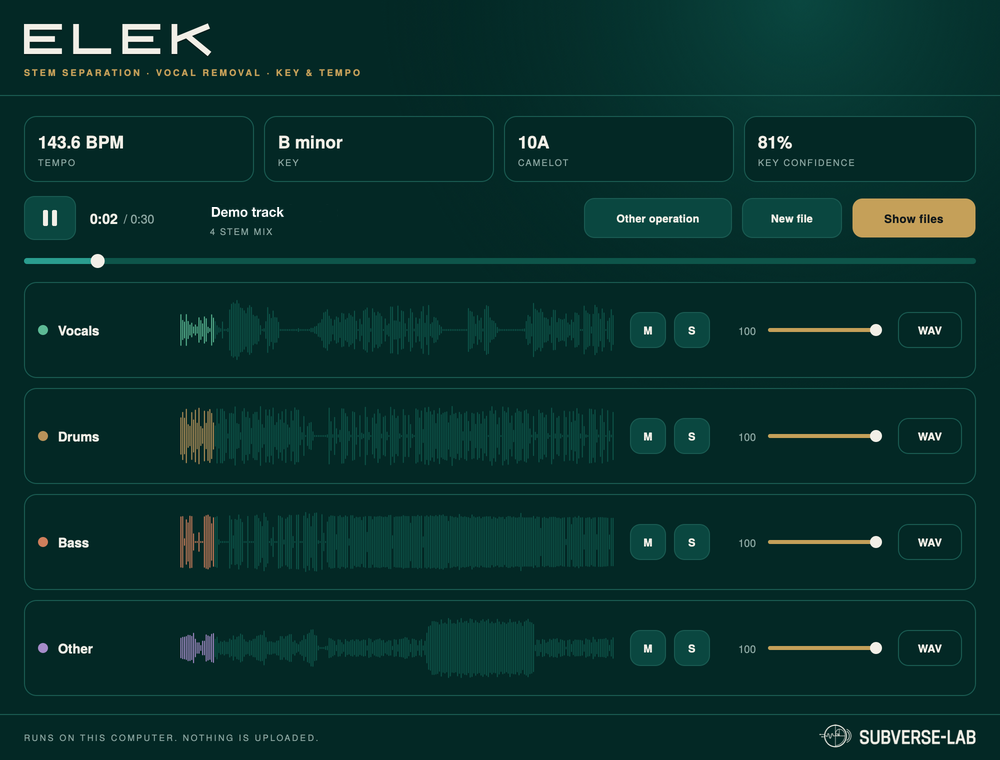 ELEK
STEM SEPARATION · VOCAL REMOVAL · KEY & TEMPO
143.6 BPM
TEMPO
B minor
KEY
10A
CAMELOT
81%
KEY CONFIDENCE
0:02 / 0:30
Demo track
4 STEM MIX
Other operation
New file
Show files
Vocals
M S 100 WAV
Drums
M S 100 WAV
Bass
M S 100 WAV
Other
M S 100 WAV
RUNS ON THIS COMPUTER. NOTHING IS UPLOADED.
SUBVERSE-LAB